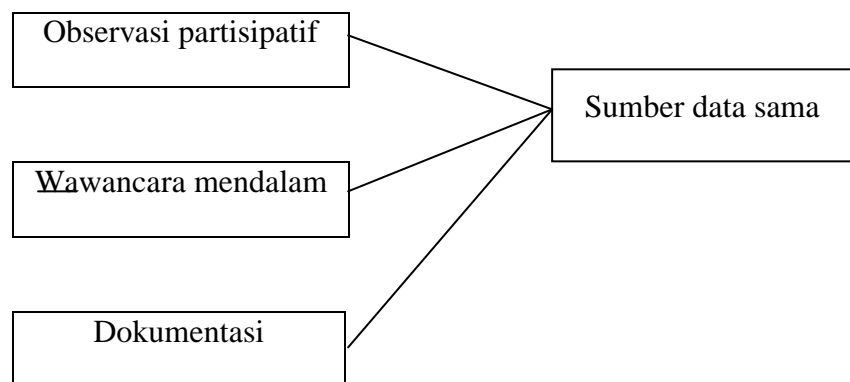 Observasi partisipatif
Sumber data sama
Wawancara mendalam
Dokumentasi